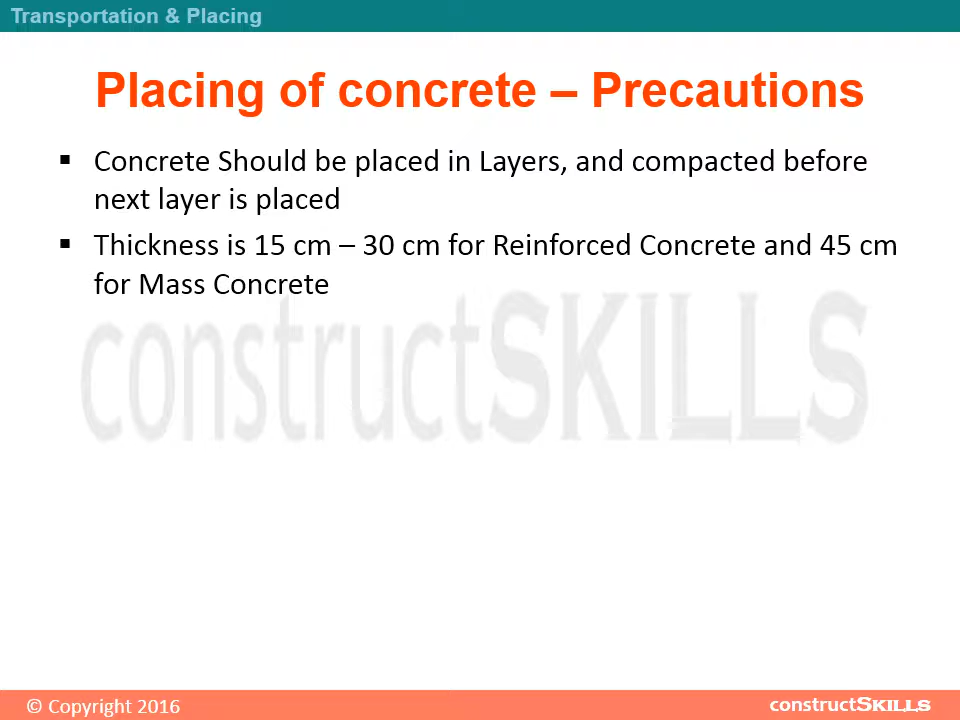 Transportation & Placing
Placing of concrete – Precautions
▪ Concrete Should be placed in Layers, and compacted before
next layer is placed
▪ Thickness is 15 cm – 30 cm for Reinforced Concrete and 45 cm
for Mass Concrete
constructSKILLS
© Copyright 2016
constructSKILLS